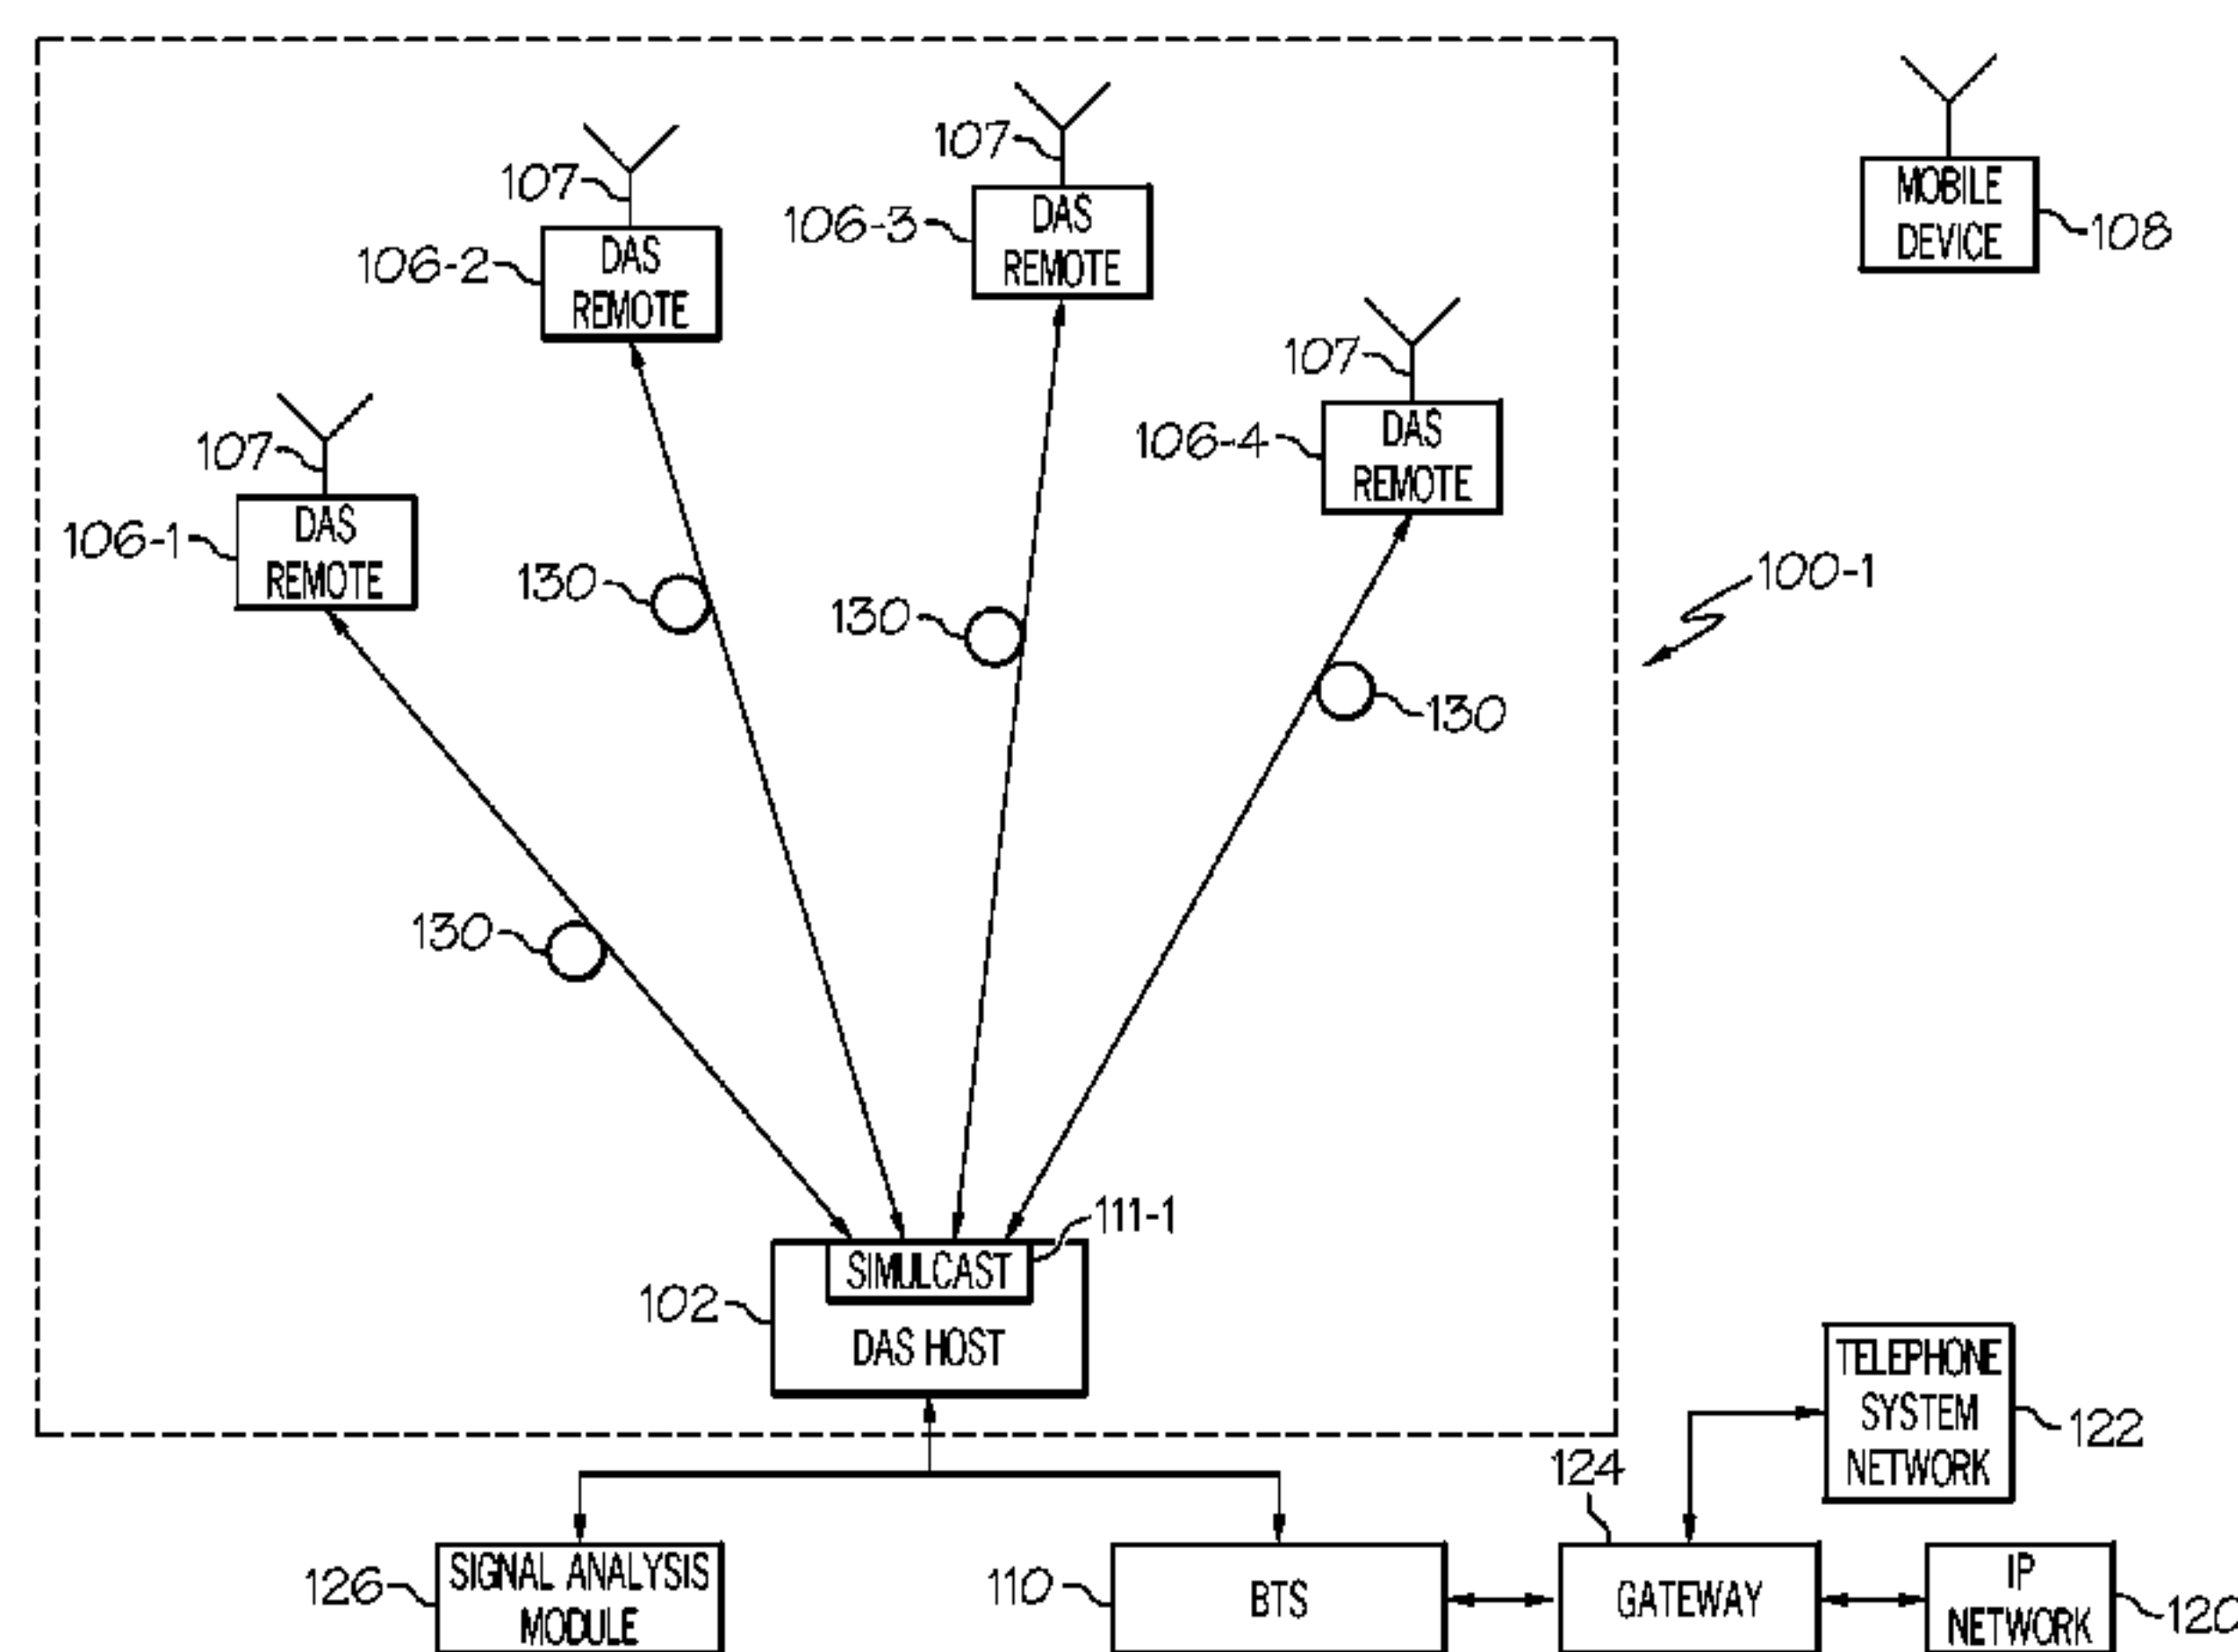 107
MOBILE
DEVICE
108
107
106-3
DAS
REMOTE
106-2
DAS
REMOTE
107
106-4
DAS
REMOTE
107
106-1
DAS
REMOTE
130
130
100-1
130
130
111-1
SIMULCAST
102
DAS HOST
TELEPHONE
SYSTEM
NETWORK
122
124
126
SIGNAL ANALYSIS
MODULE
110
BTS
GATEWAY
IP
NETWORK
120